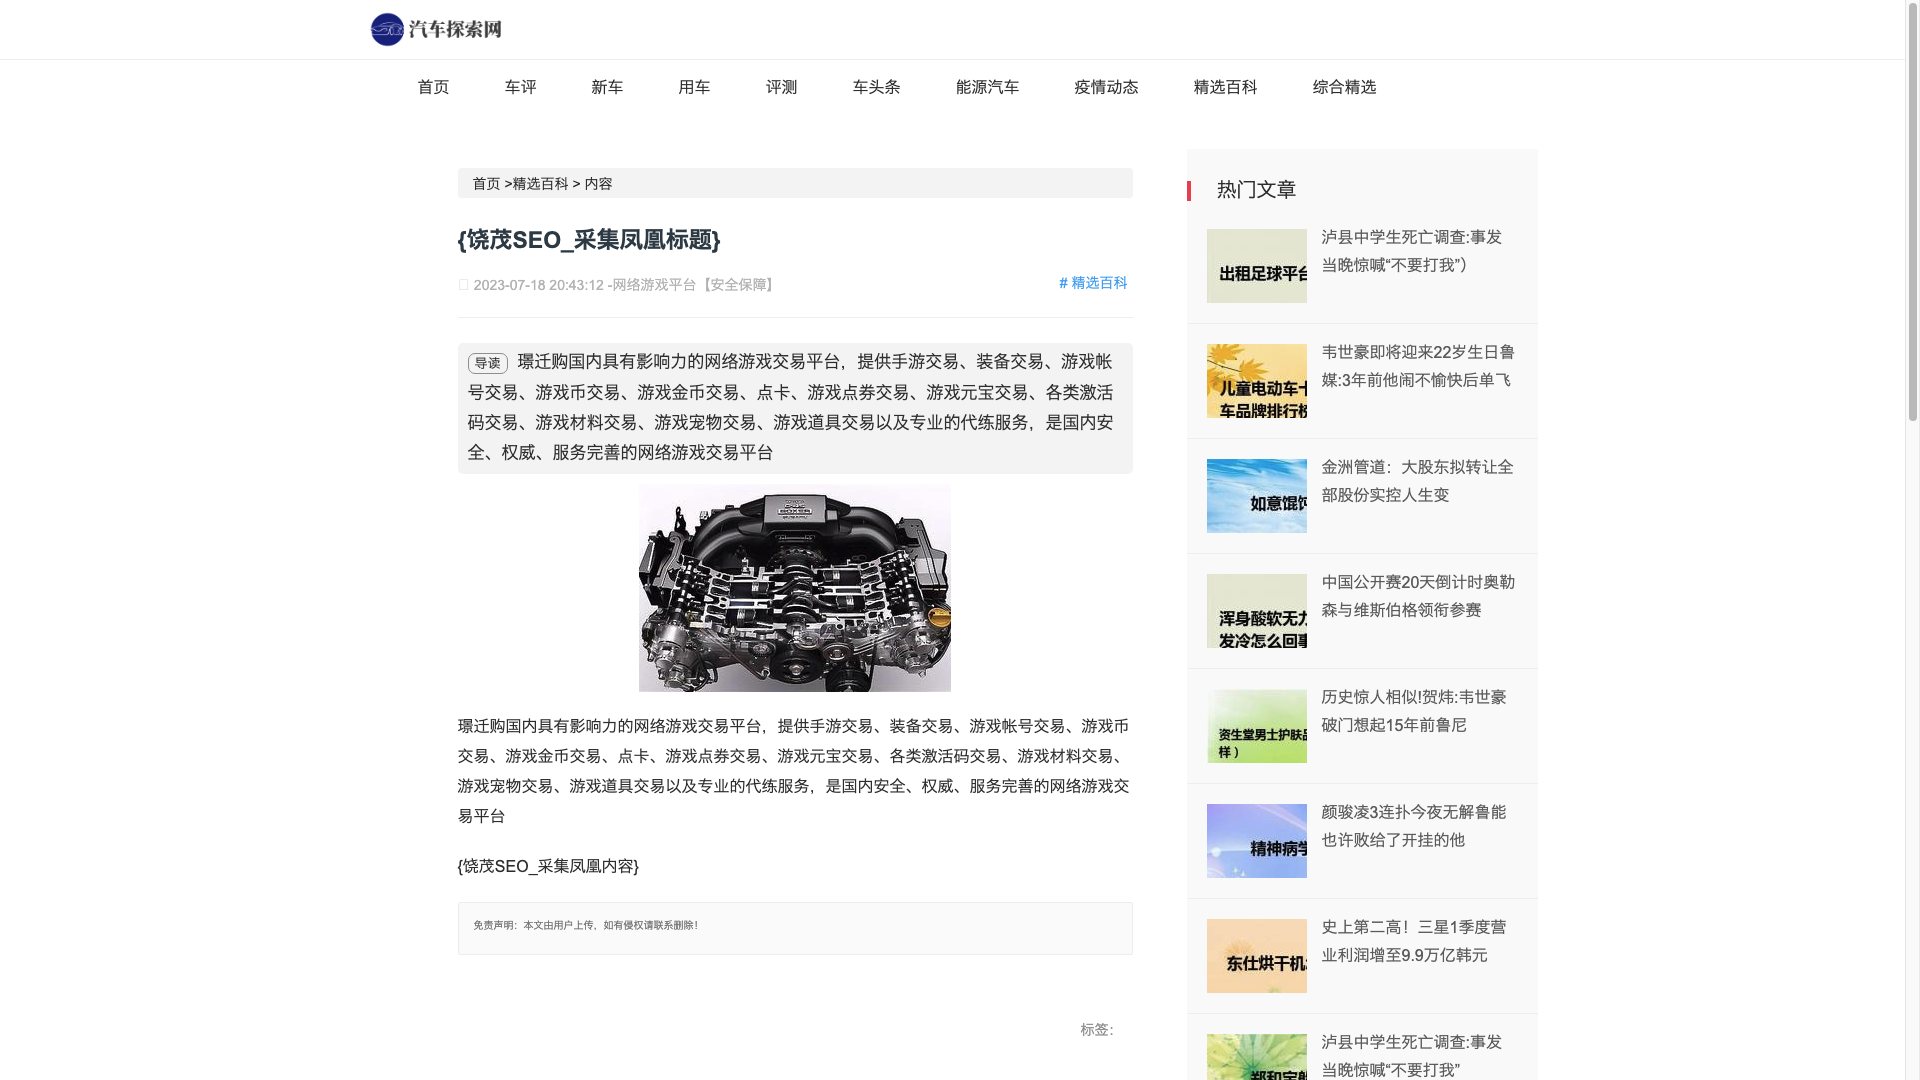 汽车探索网
首页 车评 新车 用车 评测 车头条 能源汽车 疫情动态 精选百科 综合精选
首页 >精选百科 > 内容
{饶茂SEO_采集凤凰标题}
2023-07-18 20:43:12 -网络游戏平台【安全保障】
# 精选百科
导读 璟迁购国内具有影响力的网络游戏交易平台，提供手游交易、装备交易、游戏帐
号交易、游戏币交易、游戏金币交易、点卡、游戏点券交易、游戏元宝交易、各类激活
码交易、游戏材料交易、游戏宠物交易、游戏道具交易以及专业的代练服务，是国内安
全、权威、服务完善的网络游戏交易平台
璟迁购国内具有影响力的网络游戏交易平台，提供手游交易、装备交易、游戏帐号交易、游戏币
交易、游戏金币交易、点卡、游戏点券交易、游戏元宝交易、各类激活码交易、游戏材料交易、
游戏宠物交易、游戏道具交易以及专业的代练服务，是国内安全、权威、服务完善的网络游戏交
易平台
{饶茂SEO_采集凤凰内容}
免责声明：本文由用户上传，如有侵权请联系删除！
标签：
热门文章
出租足球平台
泸县中学生死亡调查:事发
当晚惊喊“不要打我”）
儿童电动车十
车品牌排行榜
韦世豪即将迎来22岁生日鲁
媒:3年前他闹不愉快后单飞
如意馄饨
金洲管道：大股东拟转让全
部股份实控人生变
浑身酸软无力
发冷怎么回事
中国公开赛20天倒计时奥勒
森与维斯伯格领衔参赛
资生堂男士护肤品
样）
历史惊人相似!贺炜:韦世豪
破门想起15年前鲁尼
精神病学
颜骏凌3连扑今夜无解鲁能
也许败给了开挂的他
东仕烘干机
史上第二高！三星1季度营
业利润增至9.9万亿韩元
泸县中学生死亡调查:事发
当晚惊喊“不要打我”